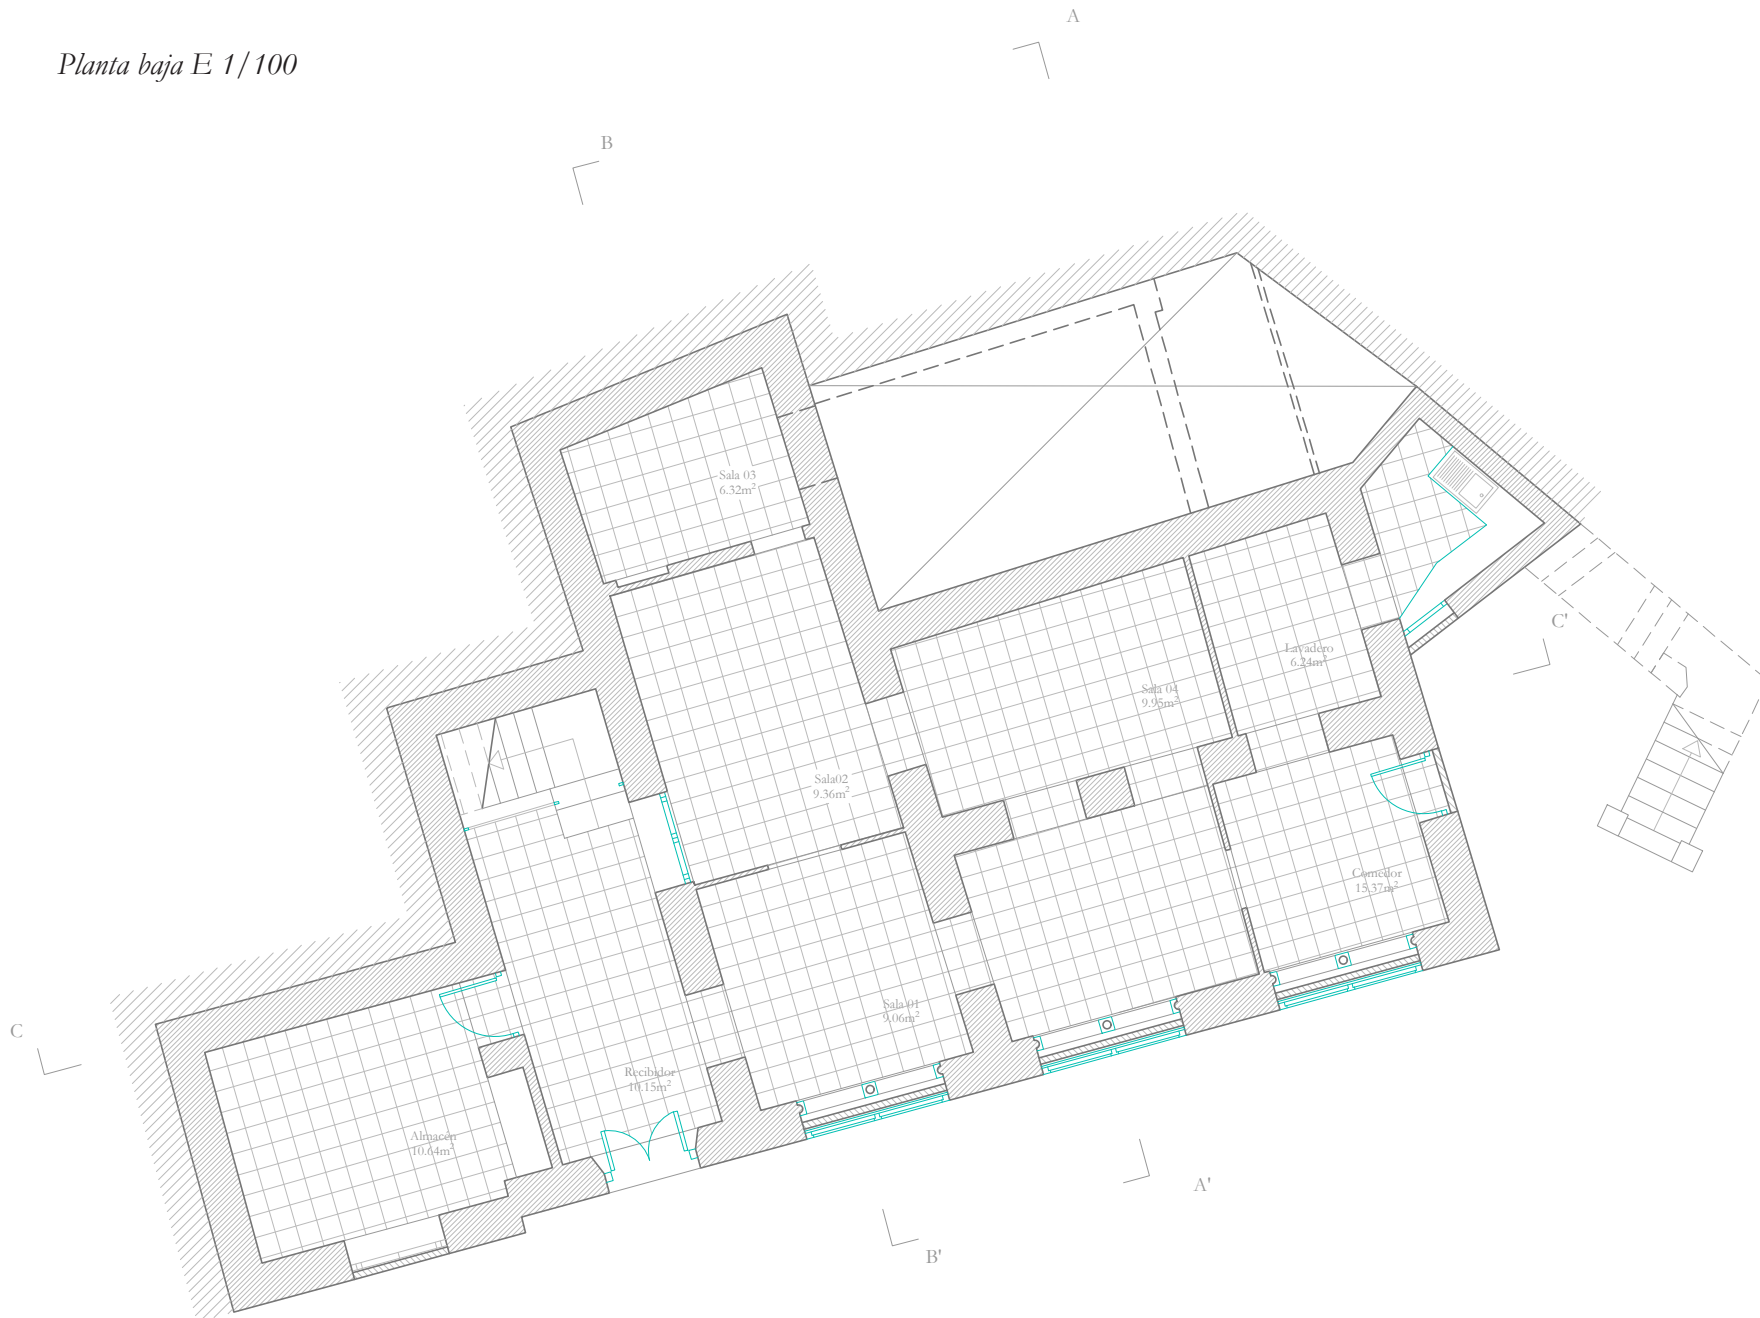 A
Planta baja E 1/100
B
Sala 03
6.32m²
C'
Lavadero
6.24m²
Sala 04
9.95m²
Sala02
9.36m²
Comedor
15.37m²
Sala 01
9.06m²
C
Recibidor
10.15m²
Almacén
10.64m²
A'
B'